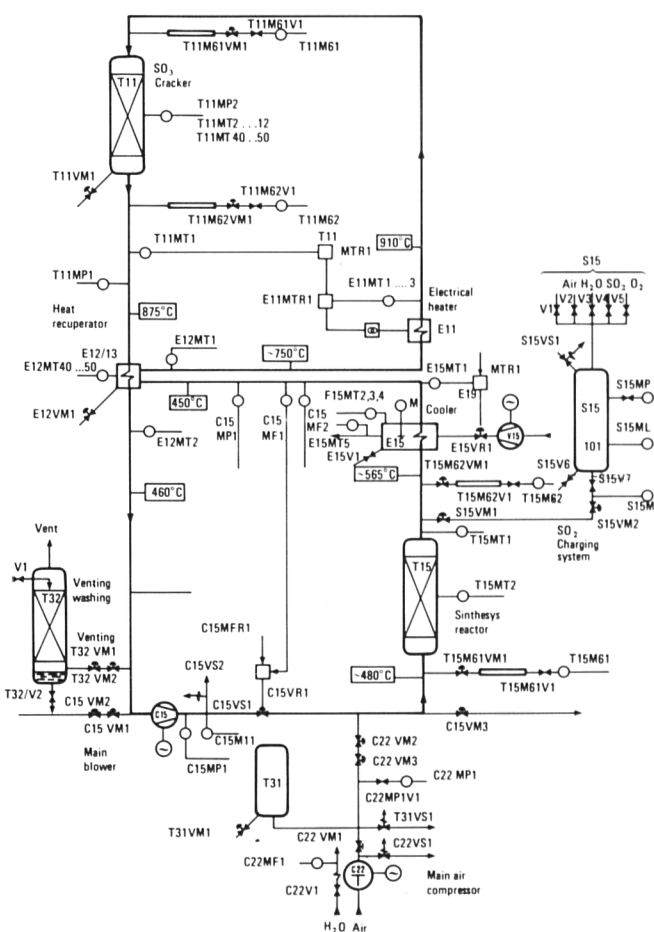 T11M61V1
T11M61VM1
T11M61
SO3
Cracker
T11
T11MP2
T11MT2 ...12
T11MT40...50
T11VM1
T11M62V1
T11M62VM1
T11M62
T11MT1
T11
MTR1
910°C
S15
Air H2O SO2 O2
V1
V2
V3
V4
V5
T11MP1
E11MTR1
E11MT1 ....3
Electrical
heater
Heat
recuperator
875°C
E11
S15VS1
E12/13
E12MT1
~750°C
E12MT40 ...50
E15MT1
MTR1
S15MP
450°C
F15MT2,3,4
Cooler
E19
S15
E12VM1
C15
MP1
C15
MF1
C15
MF2
M
E15MT5
E15
E15VR1
V15
S15ML
101
E12MT2
E15V1
T15M62VM1
S15V6
~565°C
S15V7
460°C
T15M62V1
T15M62
S15M
S15VM1
S15VM2
Vent
T15MT1
SO2
Charging
system
V1
T15
Venting
washing
T32
T15MT2
Sinthesys
reactor
Venting
T32 VM1
C15MFR1
T15M61VM1
T15M61
T32 VM2
C15VS2
~480°C
T15M61V1
T32/V2
C15VR1
C15 VM2
C15VS1
C15
C15 VM1
C15VM3
C15M11
C22 VM2
Main
blower
C15MP1
C22 VM3
T31
C22 MP1
C22MP1V1
T31VS1
T31VM1
C22 VM1
C22VS1
C22MF1
C22
C22V1
Main air
compressor
H2O Air